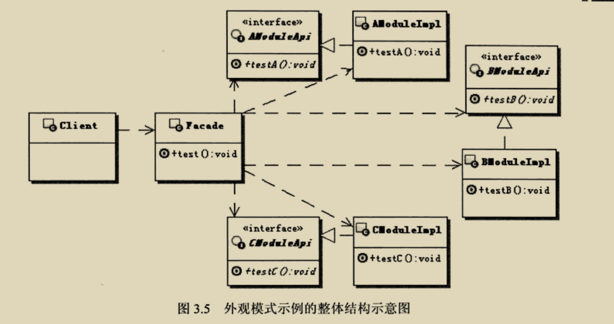 «interface»
AModuleApi
+testA():void
AModuleImpl
+testA():void
«interface»
BModuleApi
+testB():void
Client
Facade
+test():void
BModuleImpl
+testB():void
«interface»
CModuleApi
+testC():void
CModuleImpl
+testC():void
图 3.5 外观模式示例的整体结构示意图